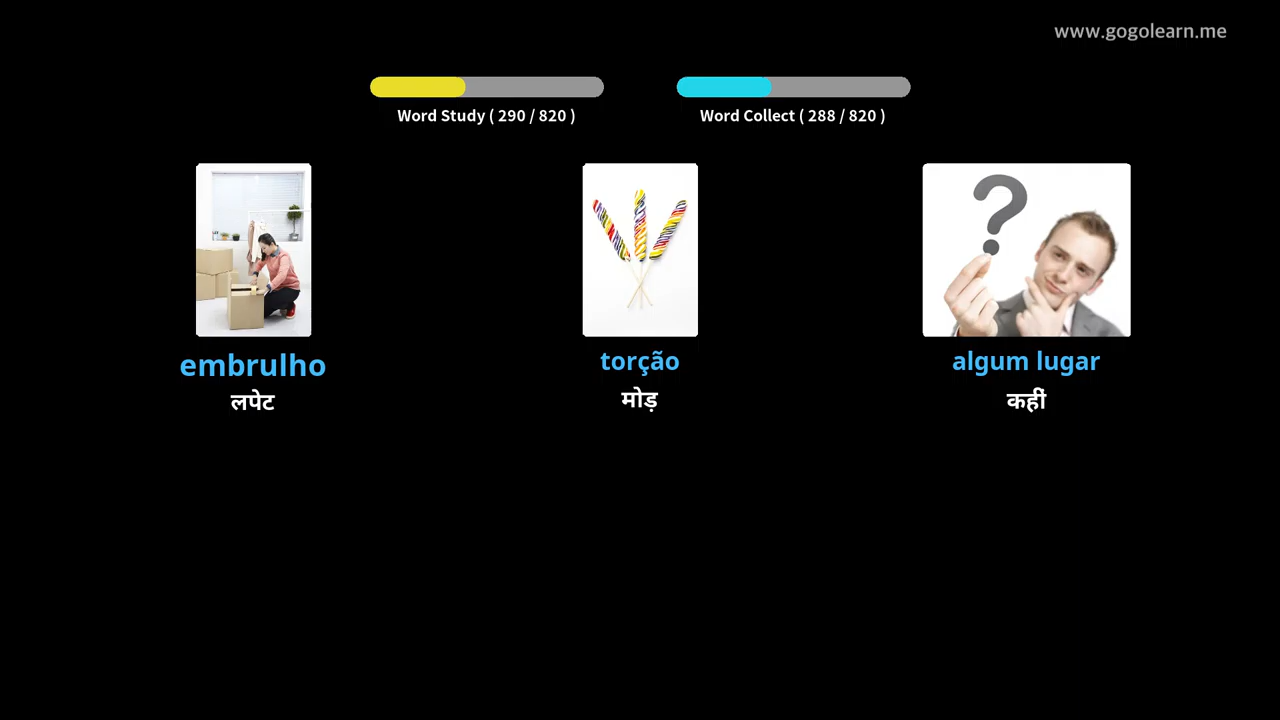 www.gogolearn.me
Word Study ( 290 / 820 )
Word Collect ( 288 / 820 )
embrulho
लपेट
torção
मोड़
algum lugar
कहीं